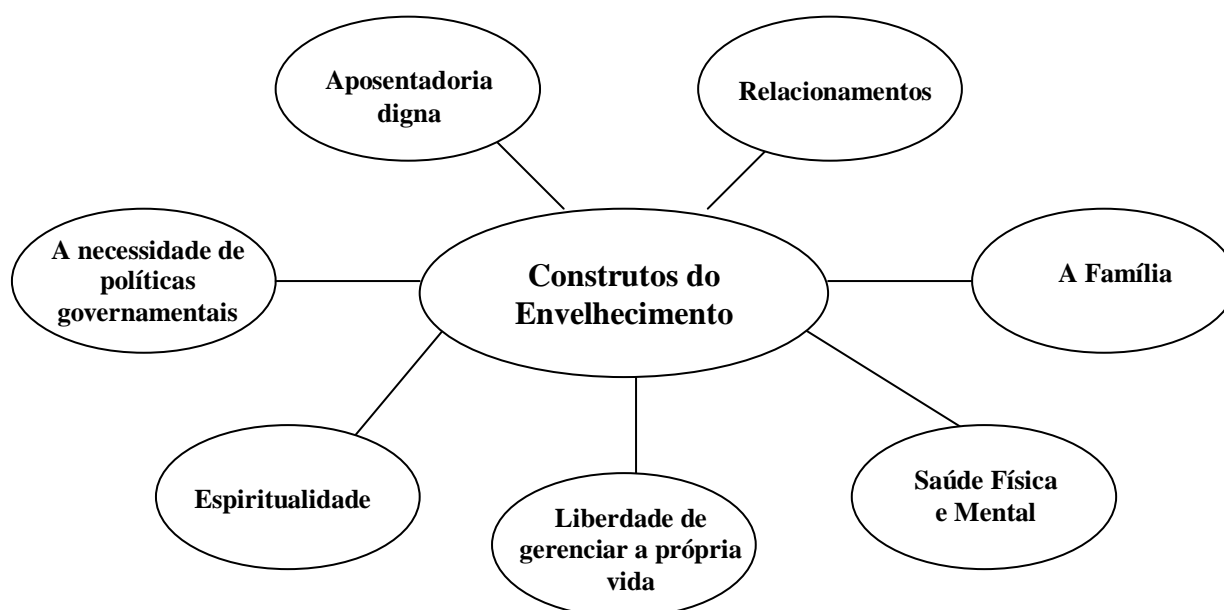 Aposentadoria
digna
Relacionamentos
A necessidade de
políticas
governamentais
Construtos do
Envelhecimento
A Família
Espiritualidade
Liberdade de
gerenciar a própria
vida
Saúde Física
e Mental